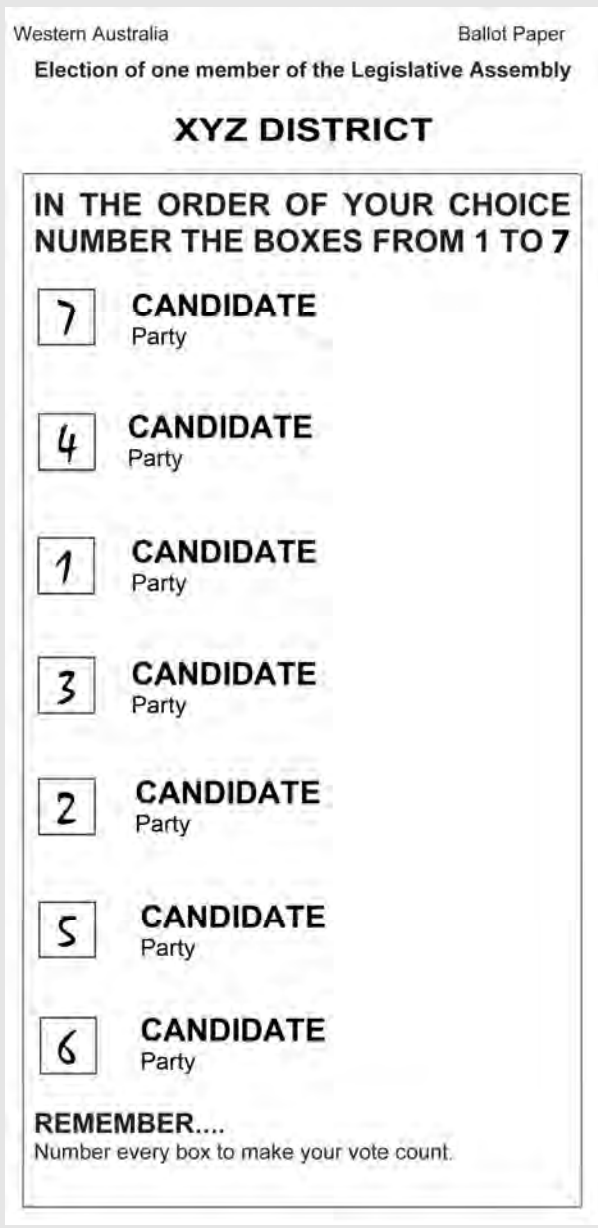 Western Australia Ballot Paper
Election of one member of the Legislative Assembly
XYZ DISTRICT
IN THE ORDER OF YOUR CHOICE
NUMBER THE BOXES FROM 1 TO 7
7 CANDIDATE
Party
4 CANDIDATE
Party
1 CANDIDATE
Party
3 CANDIDATE
Party
2 CANDIDATE
Party
5 CANDIDATE
Party
6 CANDIDATE
Party
REMEMBER....
Number every box to make your vote count.